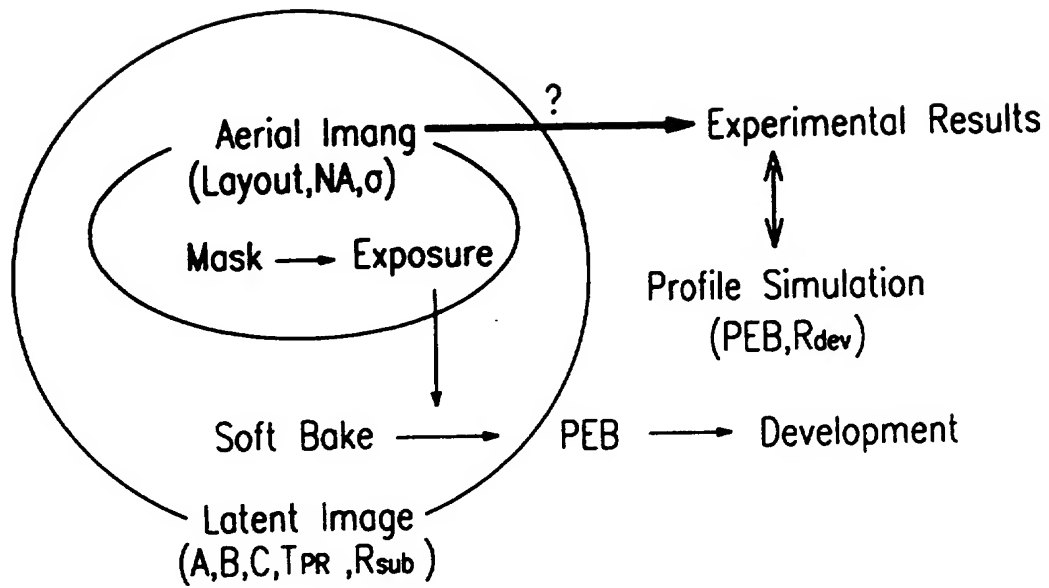 ?
Aerial Imang
Experimental Results
(Layout,NA,σ)
Mask
Exposure
Profile Simulation
(PEB,Rdev)
Soft Bake
PEB
Development
Latent Image
(A,B,C,TPR ,Rsub)